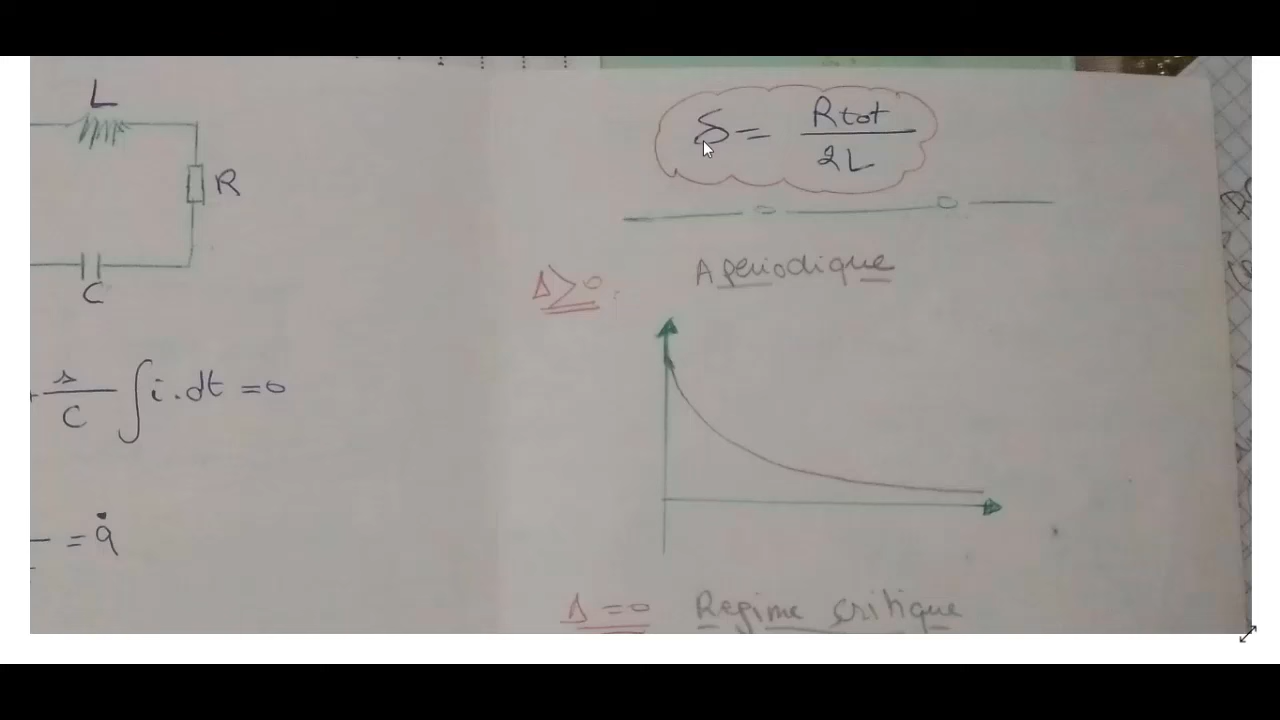 L
R
C
δ = Rtot / 2L
Δ>0. Aperiodique
1/C ∫ i.dt = 0
= q̇
Δ = 0 Regime critique